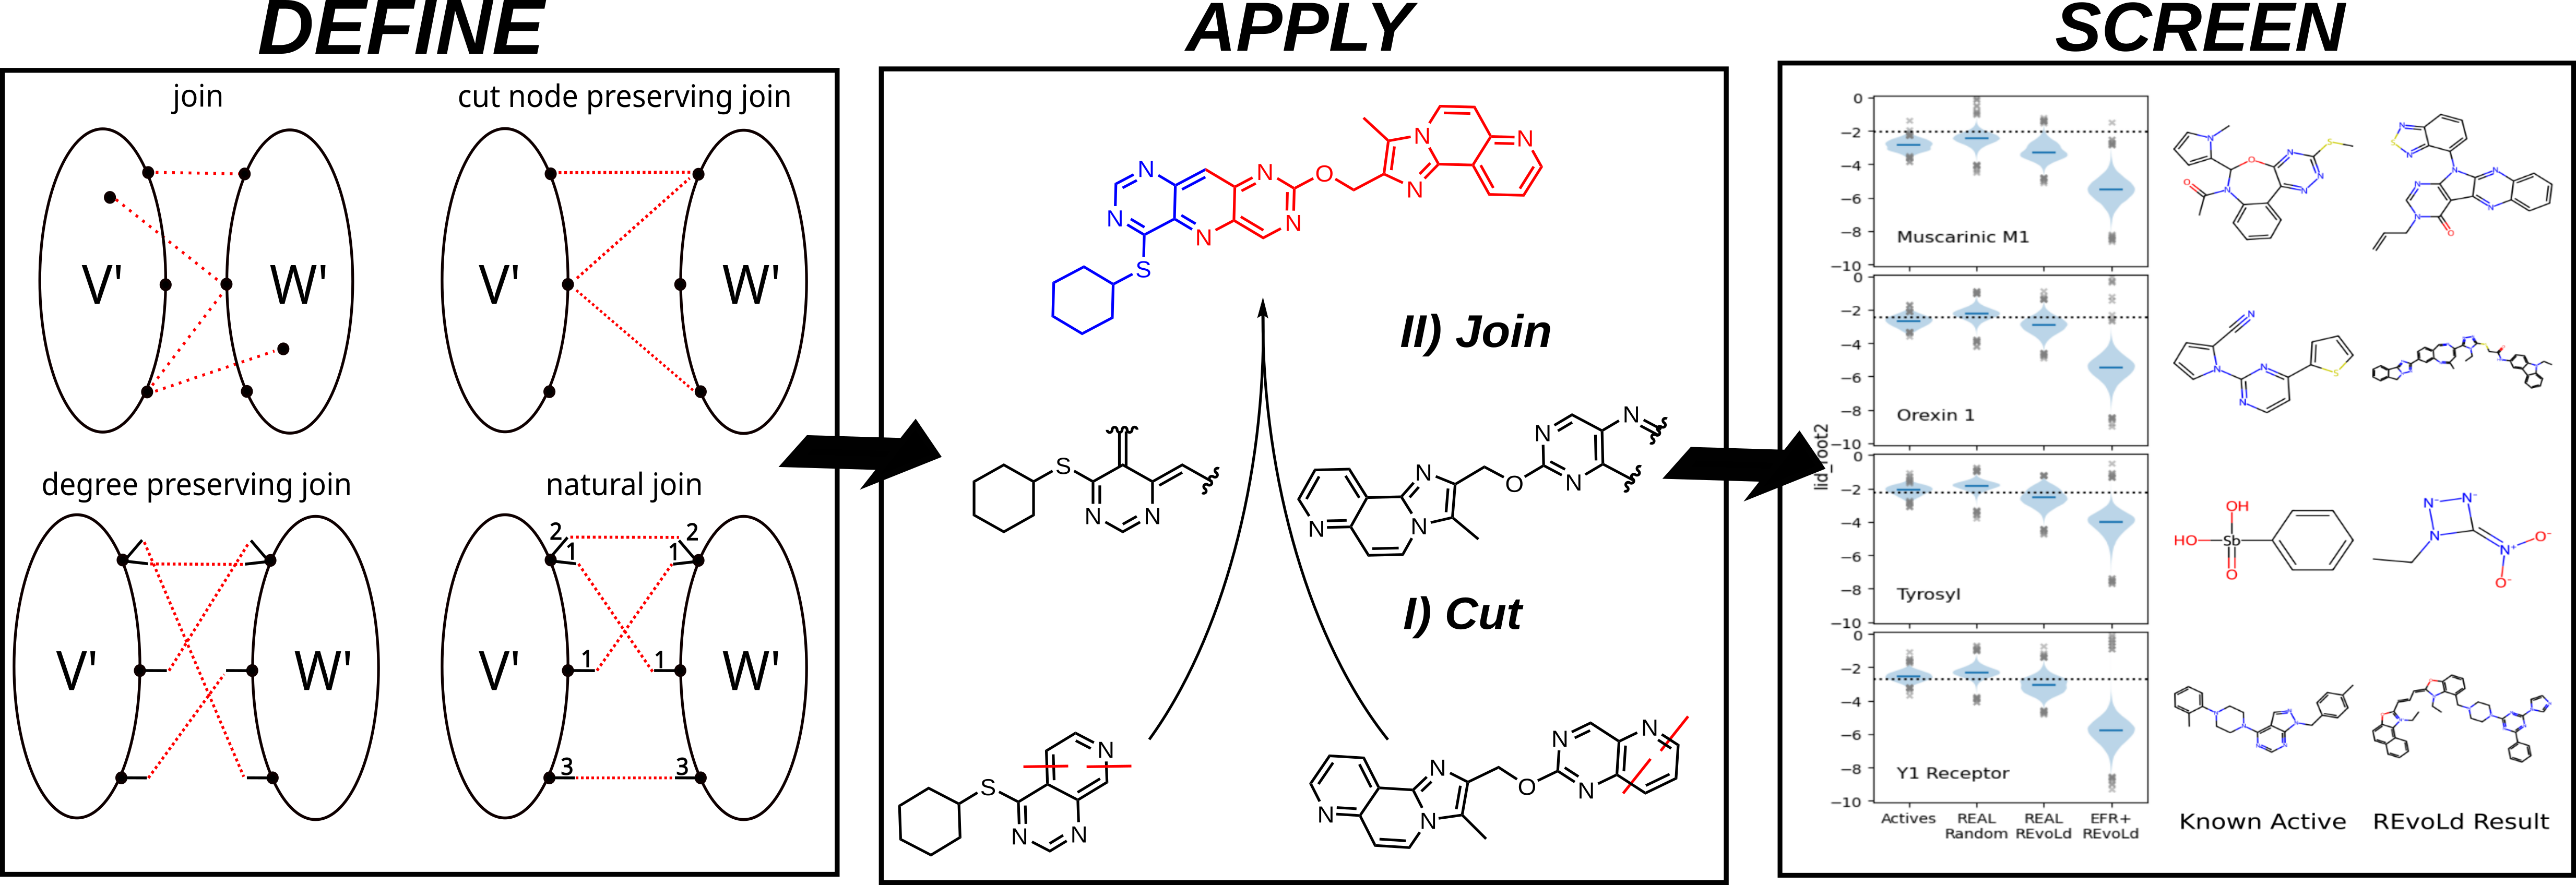 DEFINE
APPLY
SCREEN
join
cut node preserving join
V'
W'
V'
W'
degree preserving join
natural join
V'
W'
2
2
1
1
V'
1
1
W'
3
3
N
N
N
N
N
S
O
N
N
N
II) Join
S
N
N
N
N
N
O
N
N
N
I) Cut
N
S
N
N
N
N
N
O
N
N
N
lid_root2
0
−2
−4
−6
−8
−10
Muscarinic M1
0
−2
−4
−6
−8
−10
Orexin 1
0
−2
−4
−6
−8
−10
Tyrosyl
0
−2
−4
−6
−8
−10
Y1 Receptor
Actives
REAL Random
REAL REvoLd
EFR+ REvoLd
OH
HO
Sb
O
N⁻
N⁻
N
N⁺
O⁻
O⁻
Known Active
REvoLd Result